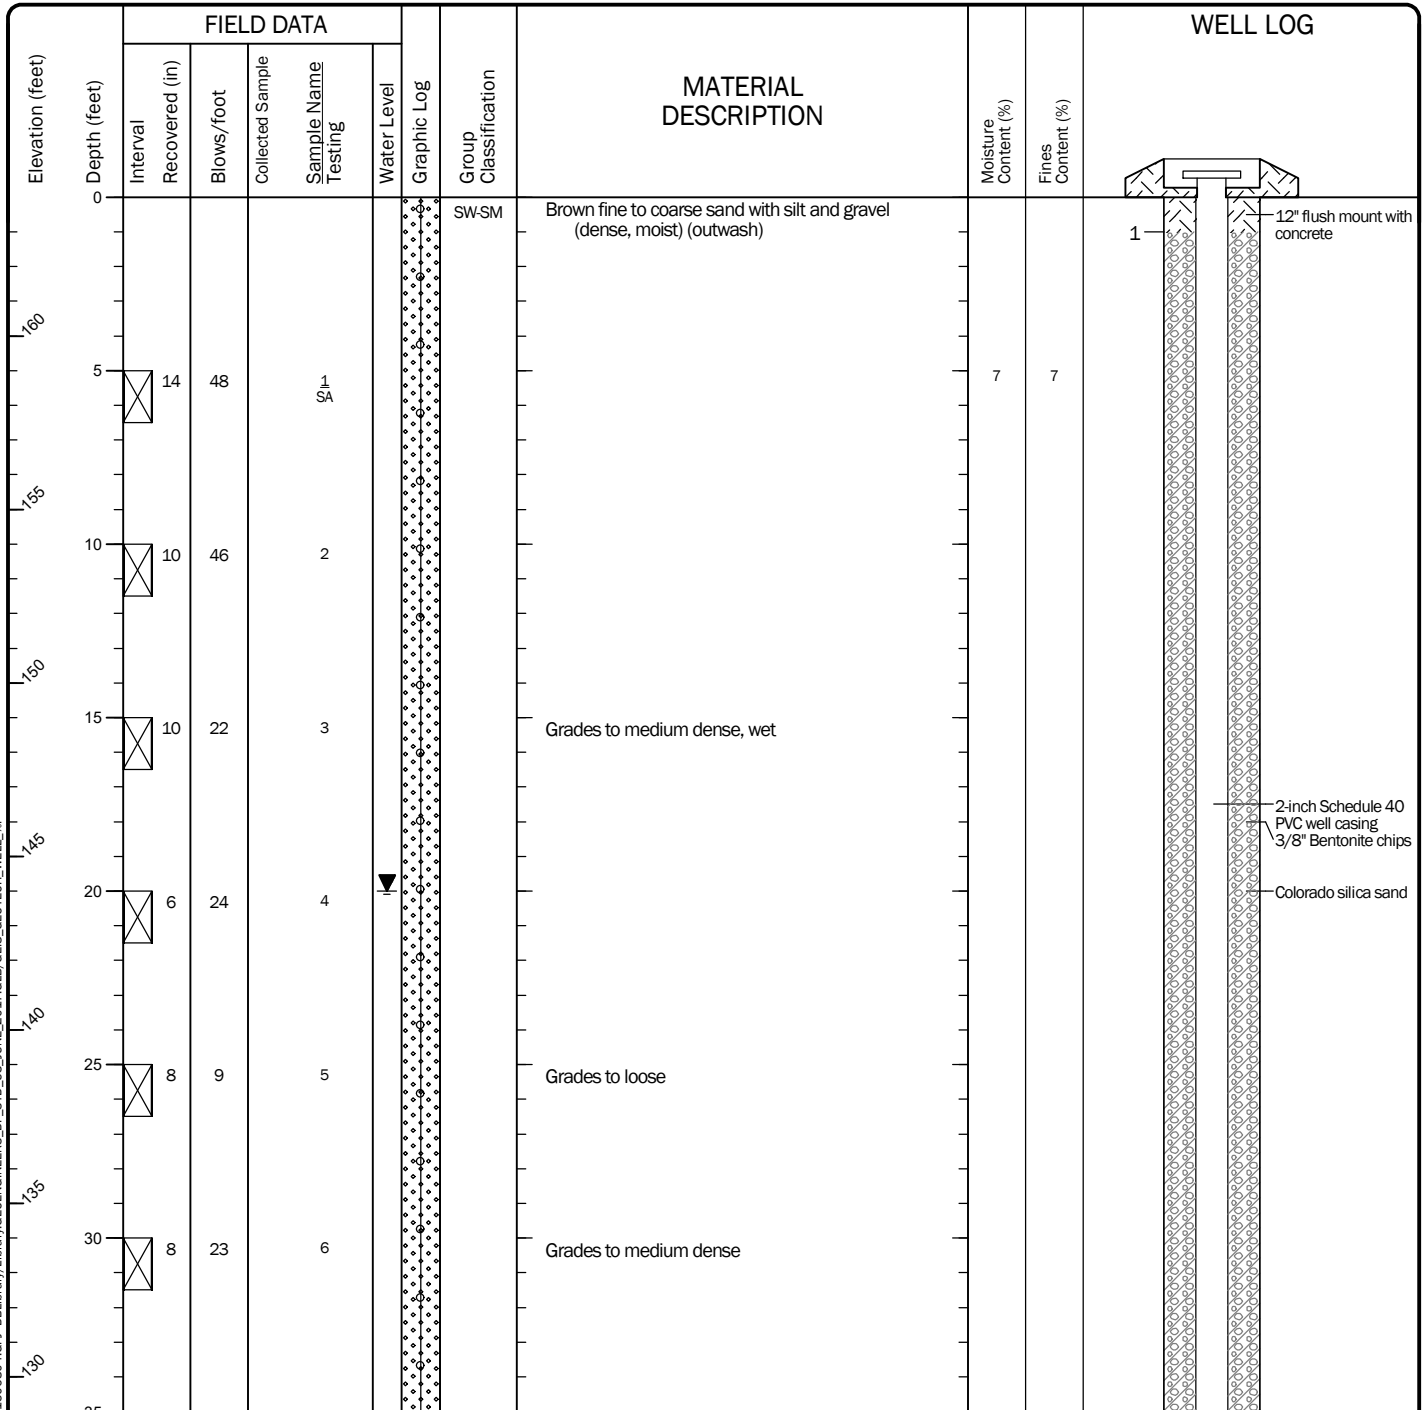 FIELD DATA
WELL LOG
Elevation (feet)
Depth (feet)
Interval
Recovered (in)
Blows/foot
Collected Sample
Sample Name
Testing
Water Level
Graphic Log
Group
Classification
MATERIAL
DESCRIPTION
Moisture
Content (%)
Fines
Content (%)
0
SW-SM
Brown fine to coarse sand with silt and gravel
(dense, moist) (outwash)
12" flush mount with
concrete
1
160
5
14
48
1
SA
7
7
155
10
10
46
2
150
15
10
22
3
Grades to medium dense, wet
2-inch Schedule 40
PVC well casing
3/8" Bentonite chips
145
20
6
24
4
Colorado silica sand
140
25
8
9
5
Grades to loose
135
30
8
23
6
Grades to medium dense
130